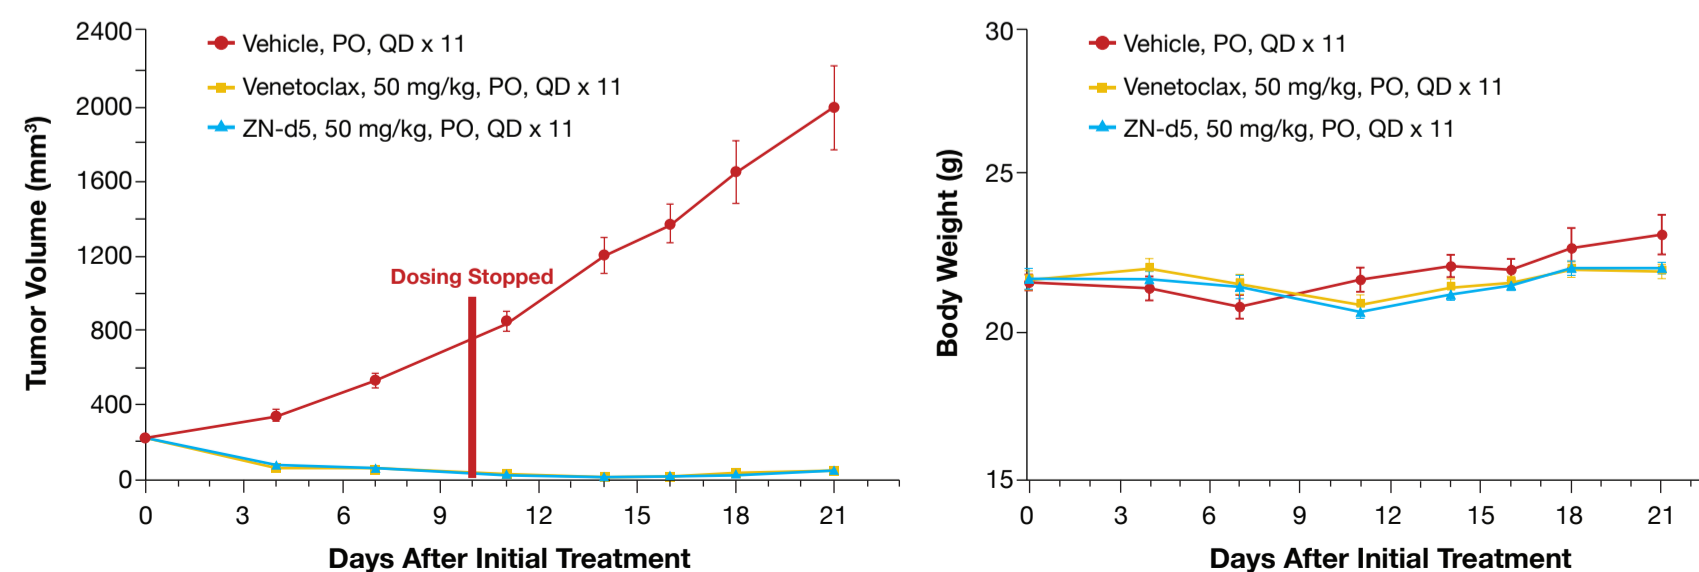 Tumor Volume (mm³)
2400
2000
1600
1200
800
400
0
Vehicle, PO, QD x 11
Venetoclax, 50 mg/kg, PO, QD x 11
ZN-d5, 50 mg/kg, PO, QD x 11
Dosing Stopped
0 3 6 9 12 15 18 21
Days After Initial Treatment
Body Weight (g)
30
25
20
15
Vehicle, PO, QD x 11
Venetoclax, 50 mg/kg, PO, QD x 11
ZN-d5, 50 mg/kg, PO, QD x 11
0 3 6 9 12 15 18 21
Days After Initial Treatment